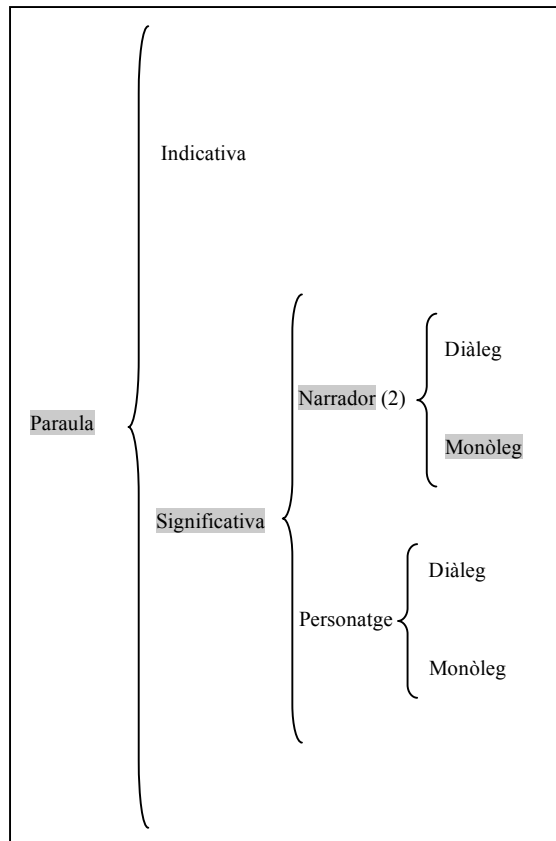 Indicativa
Diàleg
Narrador (2)
Paraula
Monòleg
Significativa
Diàleg
Personatge
Monòleg